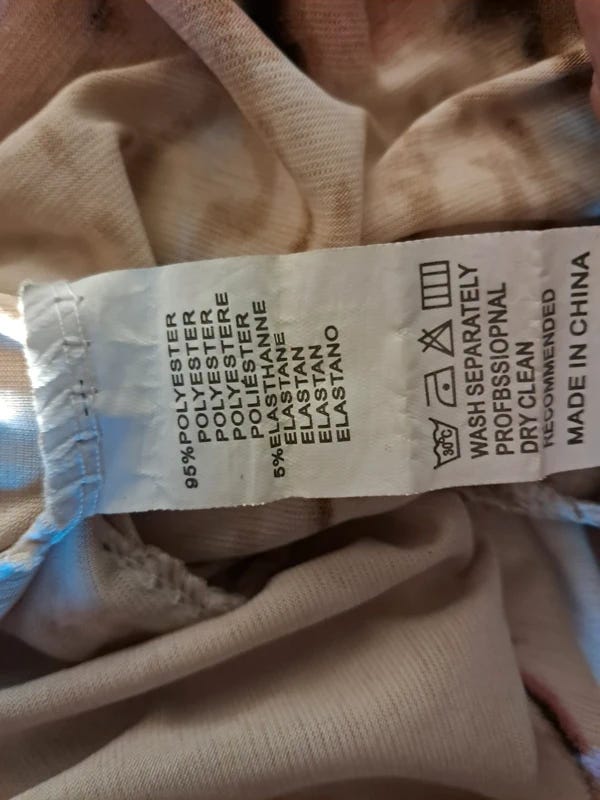 95%POLYESTER
POLYESTER
POLYESTER
POLYESTERE
POLIÉSTER
5%ELASTHANNE
ELASTANE
ELASTAN
ELASTAN
ELASTANO
30°C
WASH SEPARATELY
PROFBSSIOPNAL
DRY CLEAN
RECOMMENDED
MADE IN CHINA